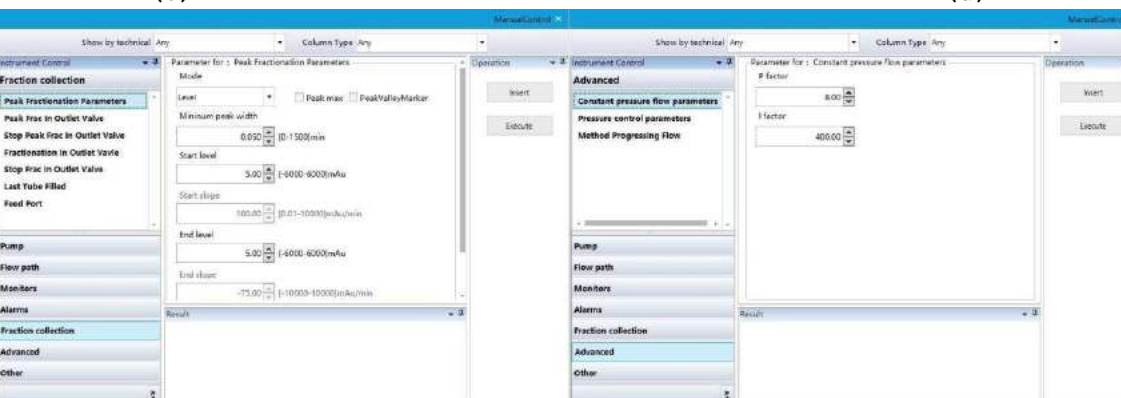 ManualControl
Show by technical Any
Column Type Any
Instrument Control
Fraction collection
Peak Fractionation Parameters
Peak Frac In Outlet Valve
Stop Peak Frac In Outlet Valve
Fractionation In Outlet Vavle
Stop Frac In Outlet Valve
Last Tube Filled
Feed Port
Pump
Flow path
Monitors
Alarms
Fraction collection
Advanced
Other
Parameter for : Peak Fractionation Parameters
Mode
Level
Peak max
PeakValleyMarker
Minimum peak width
0.050 [0-1500]min
Start level
5.00 [-6000-6000]mAu
Start slope
100.00 [0.01-10000]mAu/min
End level
5.00 [-6000-6000]mAu
End slope
-75.00 [-10000-10000]mAu/min
Result
Operation
Insert
Execute
ManualControl
Show by technical Any
Column Type Any
Instrument Control
Advanced
Constant pressure flow parameters
Pressure control parameters
Method Progressing Flow
Pump
Flow path
Monitors
Alarms
Fraction collection
Advanced
Other
Parameter for : Constant pressure flow parameters
P factor
8.00
I factor
400.00
Result
Operation
Insert
Execute